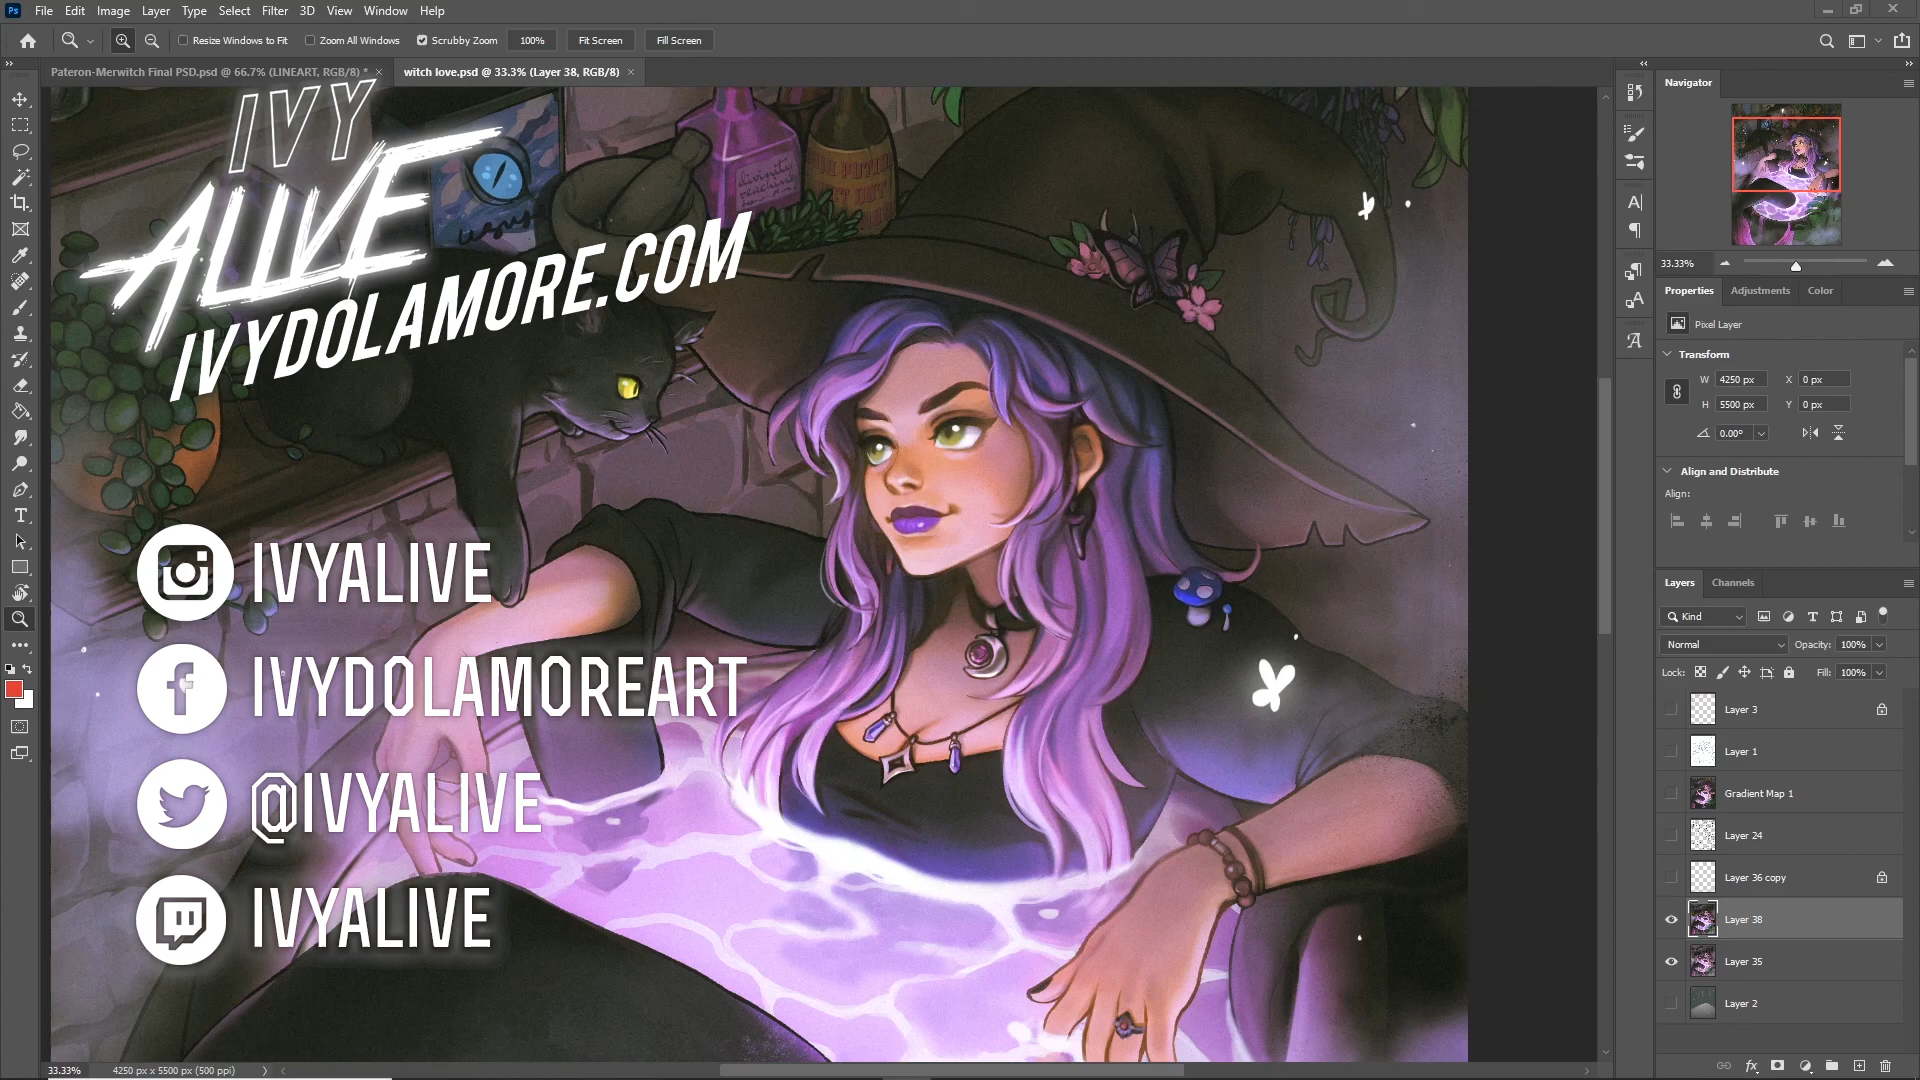 File Edit Image Layer Type Select Filter 3D View Window Help
Resize Windows to Fit Zoom All Windows Scrubby Zoom 100% Fit Screen Fill Screen
Pateron-Merwitch Final PSD.psd @ 66.7% (LINEART, RGB/8) *
witch love.psd @ 33.3% (Layer 38, RGB/8)
IVY
ALIVE
IVYDOLAMORE.COM
divinity
IVYALIVE
IVYDOLAMOREART
@IVYALIVE
IVYALIVE
33.33%
4250 px x 5500 px (500 ppi)
Navigator
33.33%
Properties Adjustments Color
Pixel Layer
Transform
W 4250 px X 0 px
H 5500 px Y 0 px
0.00°
Align and Distribute
Align:
Layers Channels
Kind
Normal Opacity: 100%
Lock: Fill: 100%
Layer 3
Layer 1
Gradient Map 1
Layer 24
Layer 36 copy
Layer 38
Layer 35
Layer 2